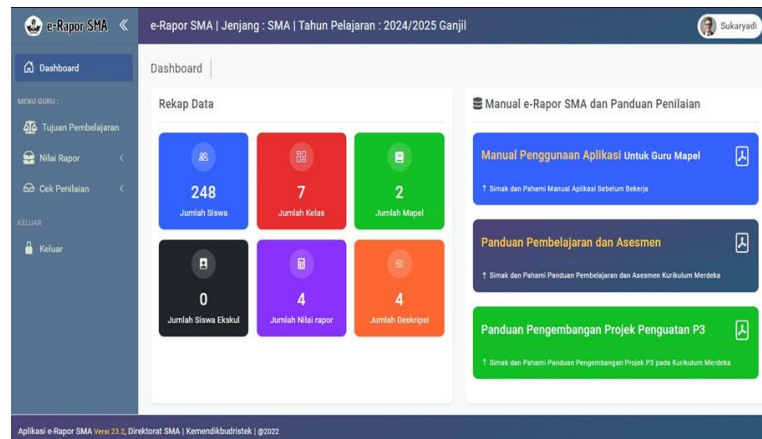 e-Rapor SMA
e-Rapor SMA | Jenjang : SMA | Tahun Pelajaran : 2024/2025 Ganjil
Sukaryadi
Dashboard
MENU GURU :
Tujuan Pembelajaran
Nilai Rapor
Cek Penilaian
KELUAR
Keluar
Dashboard
Rekap Data
248
Jumlah Siswa
7
Jumlah Kelas
2
Jumlah Mapel
0
Jumlah Siswa Ekskul
4
Jumlah Nilai rapor
4
Jumlah Deskripsi
Manual e-Rapor SMA dan Panduan Penilaian
Manual Penggunaan Aplikasi Untuk Guru Mapel
↑ Simak dan Pahami Manual Aplikasi Sebelum Bekerja
Panduan Pembelajaran dan Asesmen
↑ Simak dan Pahami Panduan Pembelajaran dan Asesmen Kurikulum Merdeka
Panduan Pengembangan Projek Penguatan P3
↑ Simak dan Pahami Panduan Pengembangan Projek P3 pada Kurikulum Merdeka
Aplikasi e-Rapor SMA Versi 23.2, Direktorat SMA | Kemendikbudristek | @2022